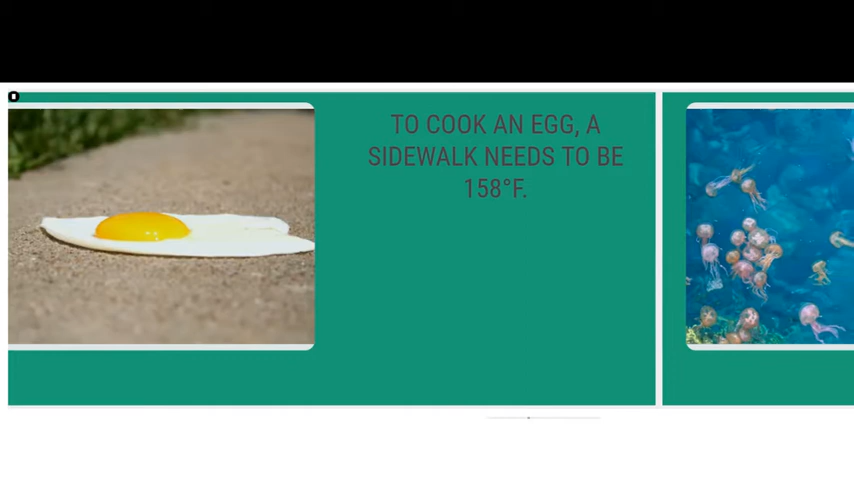 TO COOK AN EGG, A
SIDEWALK NEEDS TO BE
158°F.